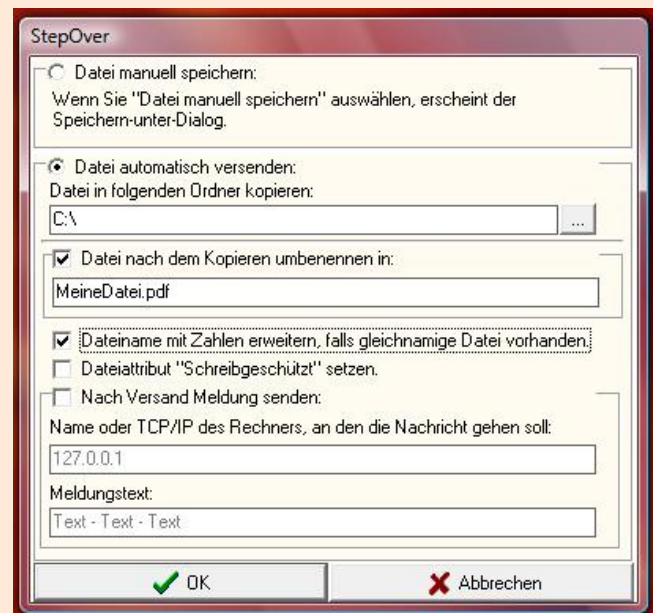 StepOver
Datei manuell speichern:
Wenn Sie "Datei manuell speichern" auswählen, erscheint der
Speichern-unter-Dialog.
Datei automatisch versenden:
Datei in folgenden Ordner kopieren:
C:\
...
Datei nach dem Kopieren umbenennen in:
MeineDatei.pdf
Dateiname mit Zahlen erweitern, falls gleichnamige Datei vorhanden.
Dateiattribut "Schreibgeschützt" setzen.
Nach Versand Meldung senden:
Name oder TCP/IP des Rechners, an den die Nachricht gehen soll:
127.0.0.1
Meldungstext:
Text - Text - Text
OK Abbrechen